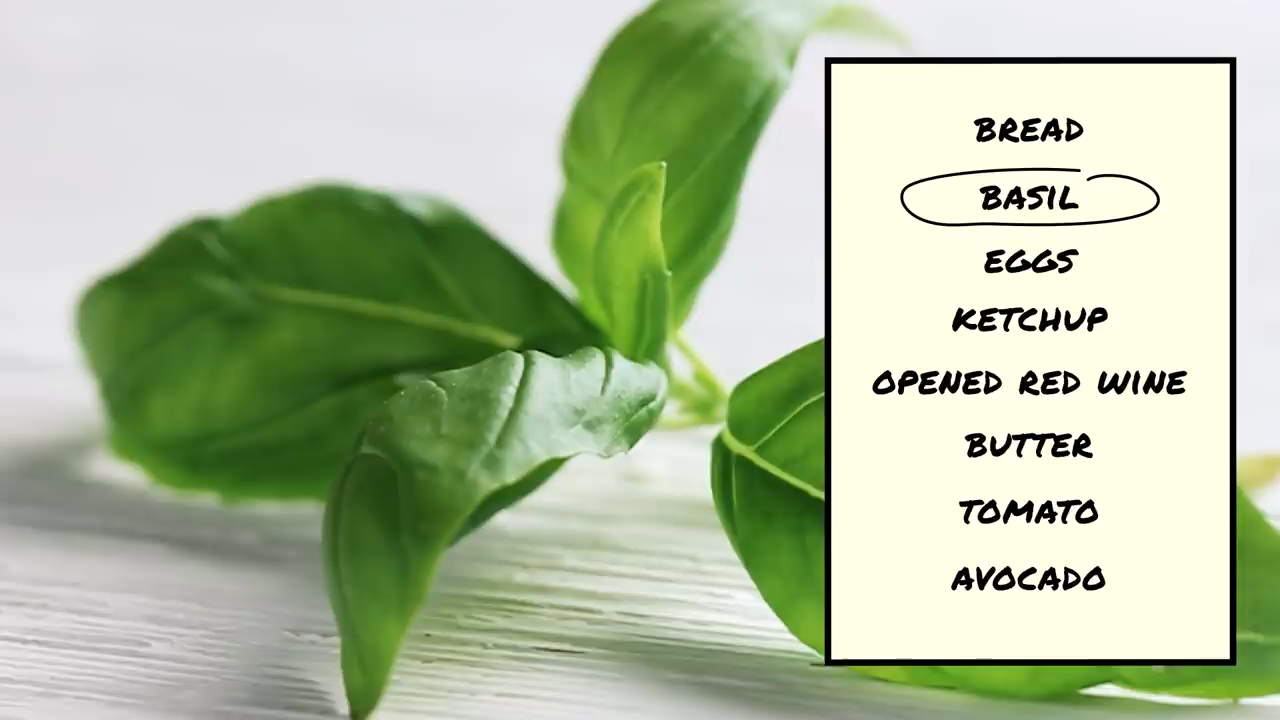 BREAD
BASIL
EGGS
KETCHUP
OPENED RED WINE
BUTTER
TOMATO
AVOCADO